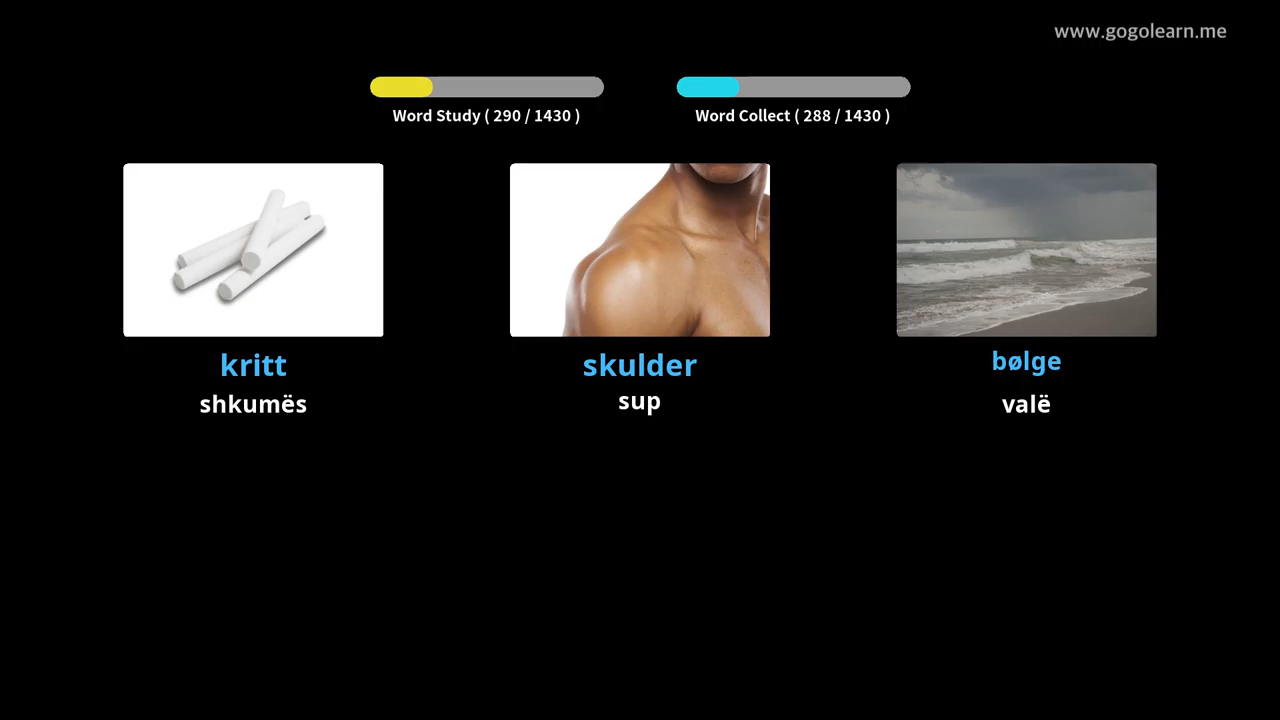 www.gogolearn.me
Word Study ( 290 / 1430 )
Word Collect ( 288 / 1430 )
kritt
shkumës
skulder
sup
bølge
valë